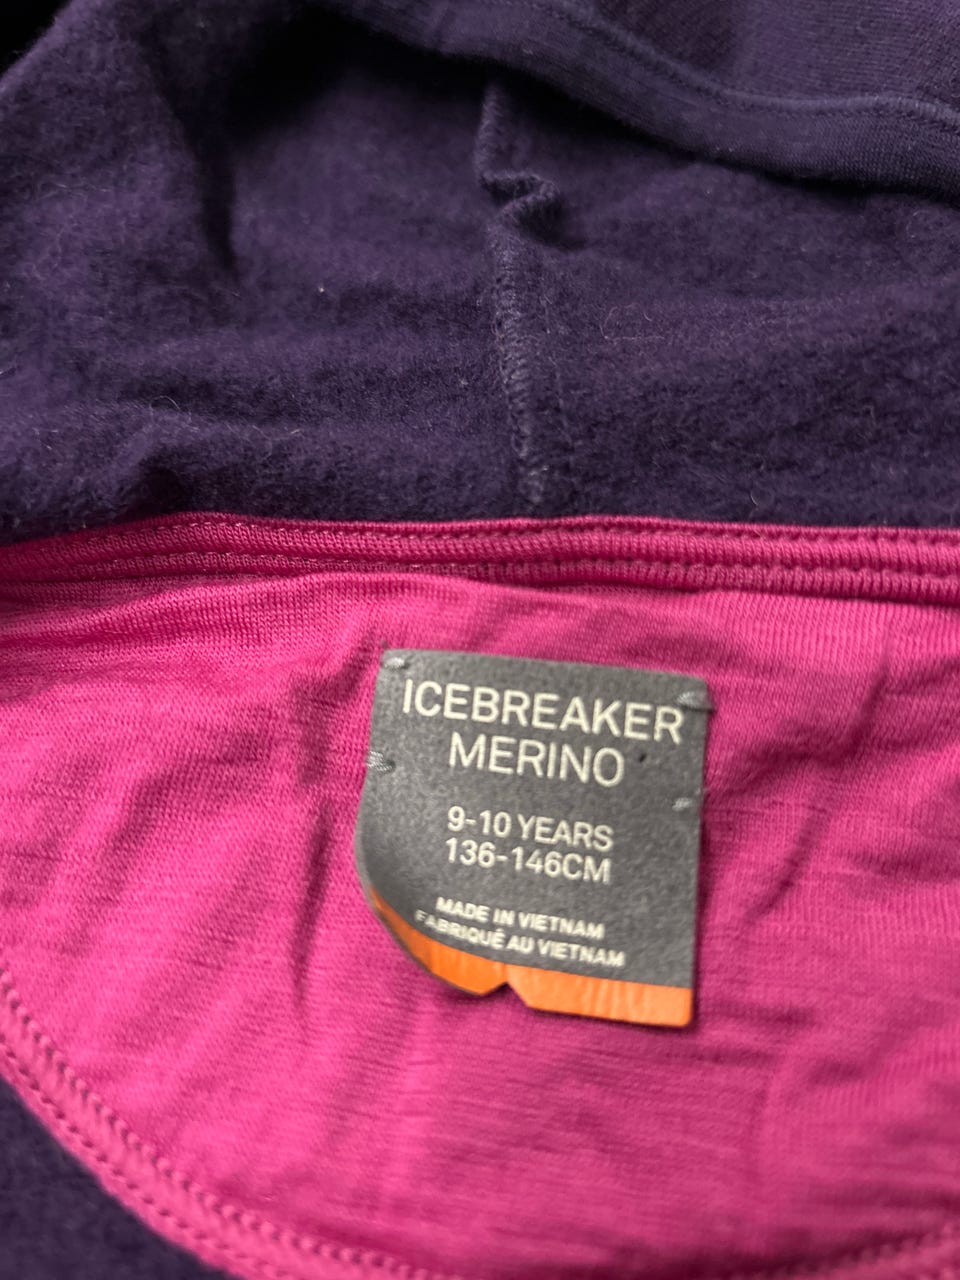 ICEBREAKER
MERINO
9-10 YEARS
136-146CM
MADE IN VIETNAM
FABRIQUÉ AU VIETNAM